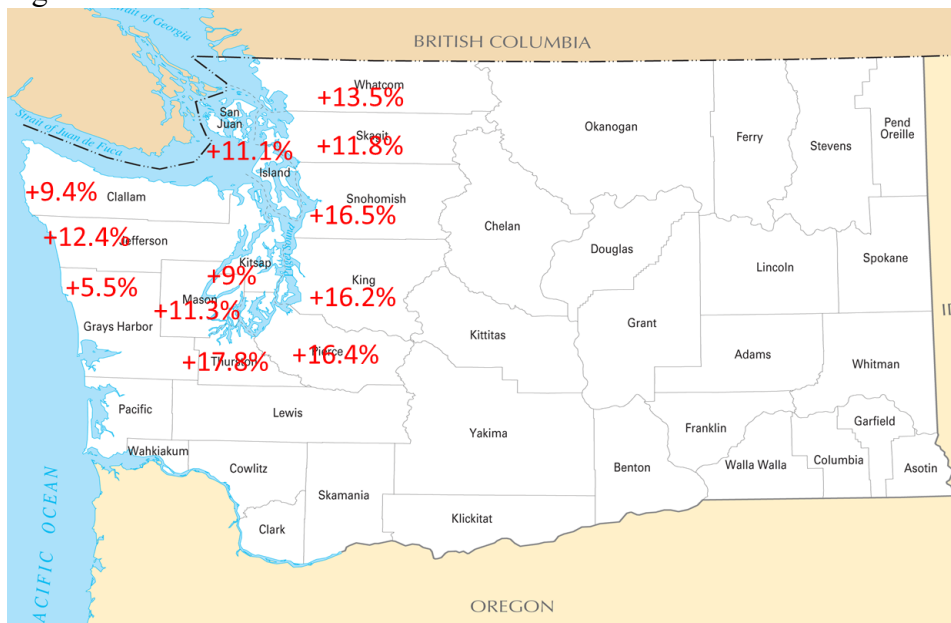 Strait of Georgia
BRITISH COLUMBIA
Whatcom
+13.5%
San
Juan
Skagit
+11.8%
Okanogan
Ferry
Stevens
Pend
Oreille
Strait of Juan de Fuca
+11.1%
Island
+9.4%
Clallam
Snohomish
+16.5%
Chelan
+12.4%
Jefferson
Douglas
Kitsap
+9%
Lincoln
Spokane
+5.5%
Mason
+11.3%
King
+16.2%
Grays Harbor
Grant
Kittitas
Thurston
+17.8%
Pierce
+16.4%
Adams
Whitman
Pacific
Lewis
Yakima
Franklin
Garfield
Wahkiakum
Cowlitz
Benton
Walla Walla
Columbia
Asotin
Skamania
Clark
Klickitat
ACIFIC OCEAN
OREGON